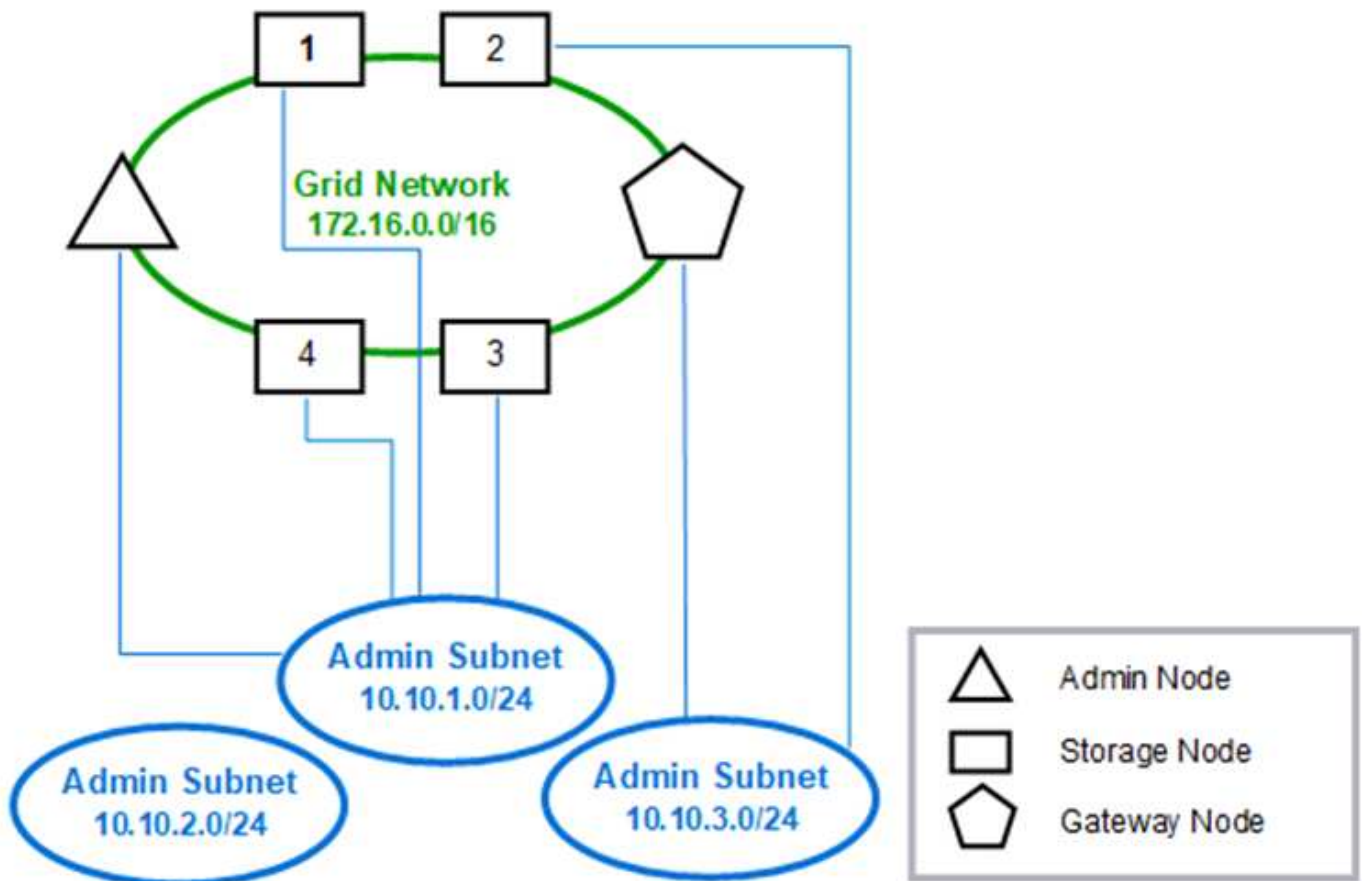 1
2
Grid Network
172.16.0.0/16
4
3
Admin Subnet
10.10.1.0/24
Admin Subnet
10.10.2.0/24
Admin Subnet
10.10.3.0/24
Admin Node
Storage Node
Gateway Node